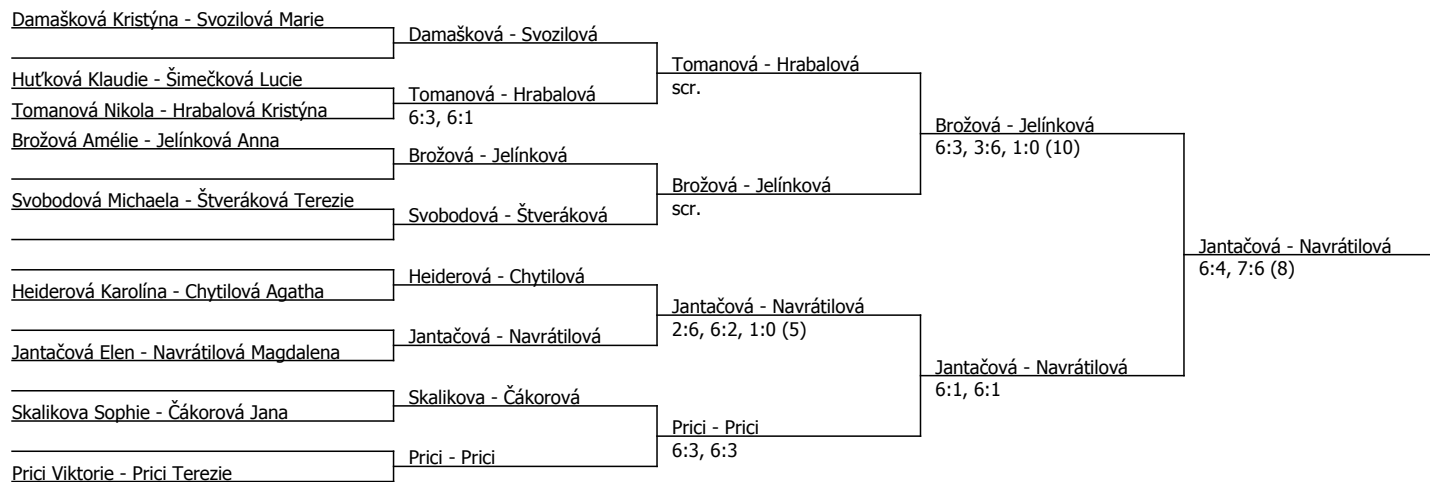 Damašková Kristýna - Svozilová Marie
Huťková Klaudie - Šimečková Lucie
Tomanová Nikola - Hrabalová Kristýna
Brožová Amélie - Jelínková Anna
Svobodová Michaela - Štveráková Terezie
Heiderová Karolína - Chytilová Agatha
Jantačová Elen - Navrátilová Magdalena
Skalikova Sophie - Čákorová Jana
Prici Viktorie - Prici Terezie
Damašková - Svozilová
Tomanová - Hrabalová
6:3, 6:1
Brožová - Jelínková
Svobodová - Štveráková
Heiderová - Chytilová
Jantačová - Navrátilová
Skalikova - Čákorová
Prici - Prici
Tomanová - Hrabalová
scr.
Brožová - Jelínková
scr.
Jantačová - Navrátilová
2:6, 6:2, 1:0 (5)
Prici - Prici
6:3, 6:3
Brožová - Jelínková
6:3, 3:6, 1:0 (10)
Jantačová - Navrátilová
6:1, 6:1
Jantačová - Navrátilová
6:4, 7:6 (8)